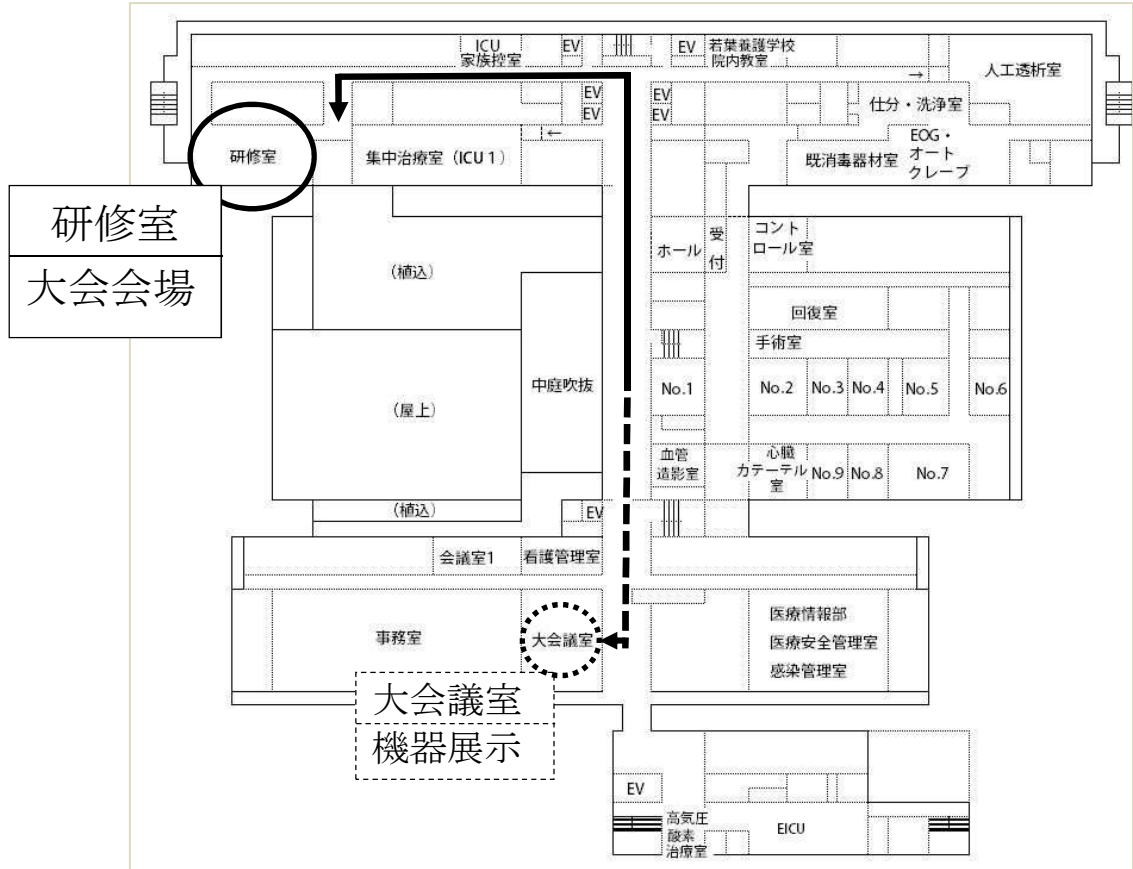 ICU
家族控室
EV
EV
若葉養護学校
院内教室
→
人工透析室
EV
EV
EV
EV
仕分・洗浄室
←
研修室
集中治療室（ICU 1）
既消毒器材室
EOG・
オート
クレーブ
研修室
大会会場
（植込）
ホール
受
付
コント
ロール室
回復室
手術室
中庭吹抜
（屋上）
No.1
No.2
No.3
No.4
No.5
No.6
血管
造影室
心臓
カテーテル
室
No.9
No.8
No.7
（植込）
EV
会議室1
看護管理室
事務室
大会議室
医療情報部
医療安全管理室
感染管理室
大会議室
機器展示
EV
高気圧
酸素
治療室
EICU